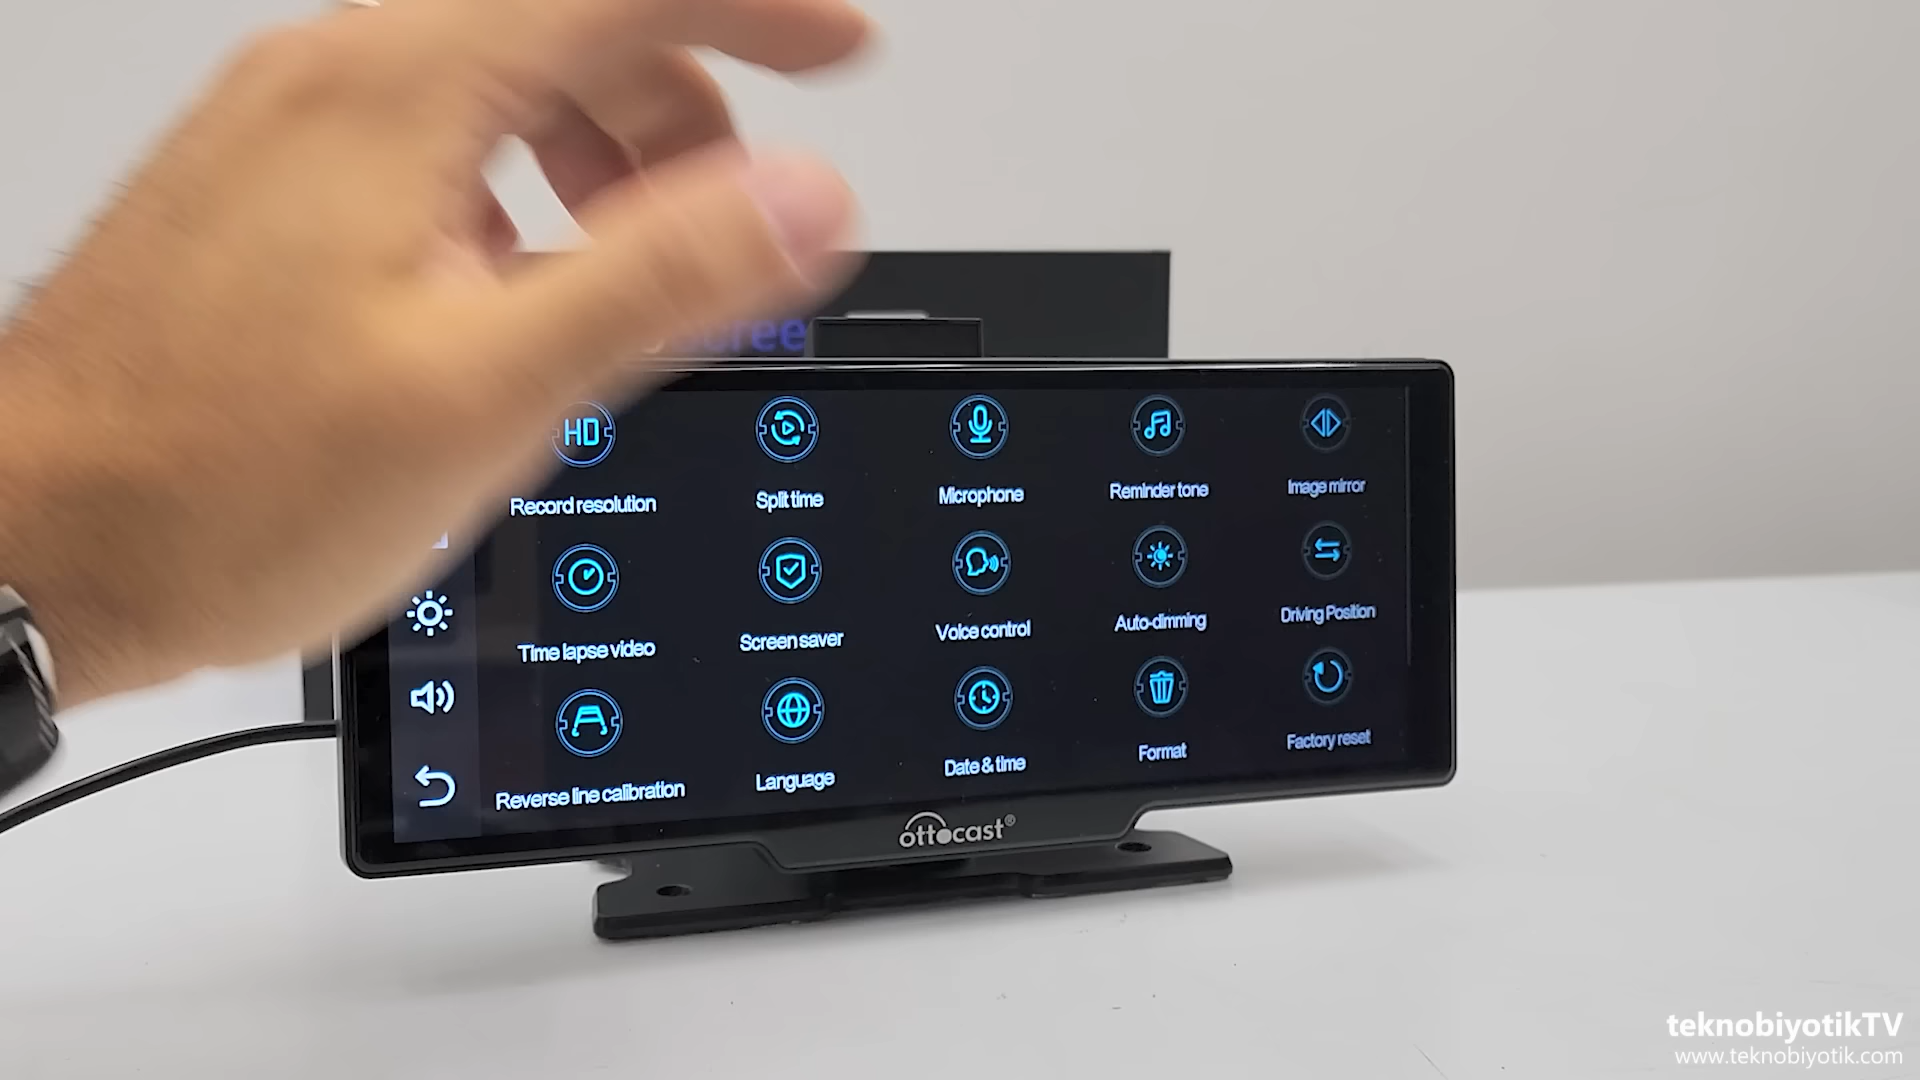 HD
Record resolution
Split time
Microphone
Reminder tone
Image mirror
Time lapse video
Screen saver
Voice control
Auto-dimming
Driving Position
Reverse line calibration
Language
Date & time
Format
Factory reset
ottocast®
teknobiyotikTV
www.teknobiyotik.com